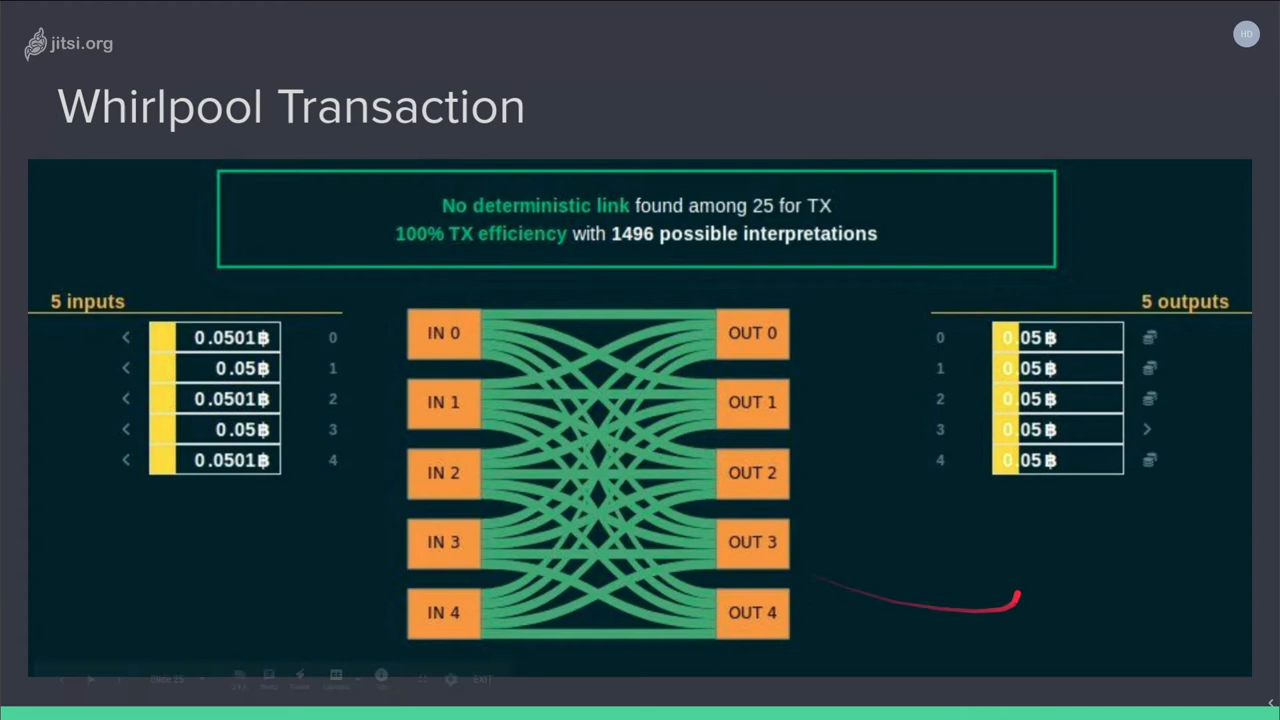 jitsi.org
HD
Whirlpool Transaction
No deterministic link found among 25 for TX
100% TX efficiency with 1496 possible interpretations
5 inputs
< 0.0501฿ 0
< 0.05฿ 1
< 0.0501฿ 2
< 0.05฿ 3
< 0.0501฿ 4
IN 0
IN 1
IN 2
IN 3
IN 4
OUT 0
OUT 1
OUT 2
OUT 3
OUT 4
5 outputs
0 0.05฿
1 0.05฿
2 0.05฿
3 0.05฿ >
4 0.05฿
EXIT